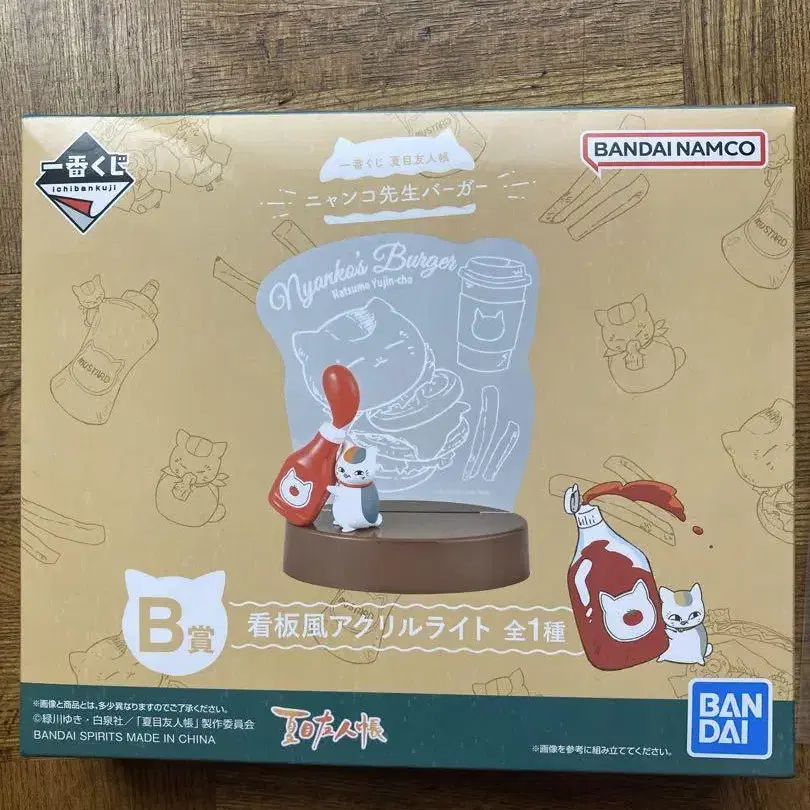 一番くじ
ichibankuji
一番くじ 夏目友人帳
ニャンコ先生バーガー
BANDAI NAMCO
Nyanko's Burger
Natsume Yujin-cho
MUSTARD
MUSTARD
B賞
看板風アクリルライト 全1種
※画像と商品とは、多少異なりますのでご了承ください。
©緑川ゆき・白泉社/「夏目友人帳」製作委員会
BANDAI SPIRITS MADE IN CHINA
夏目友人帳
※画像を参考に組み立ててください。
BAN
DAI